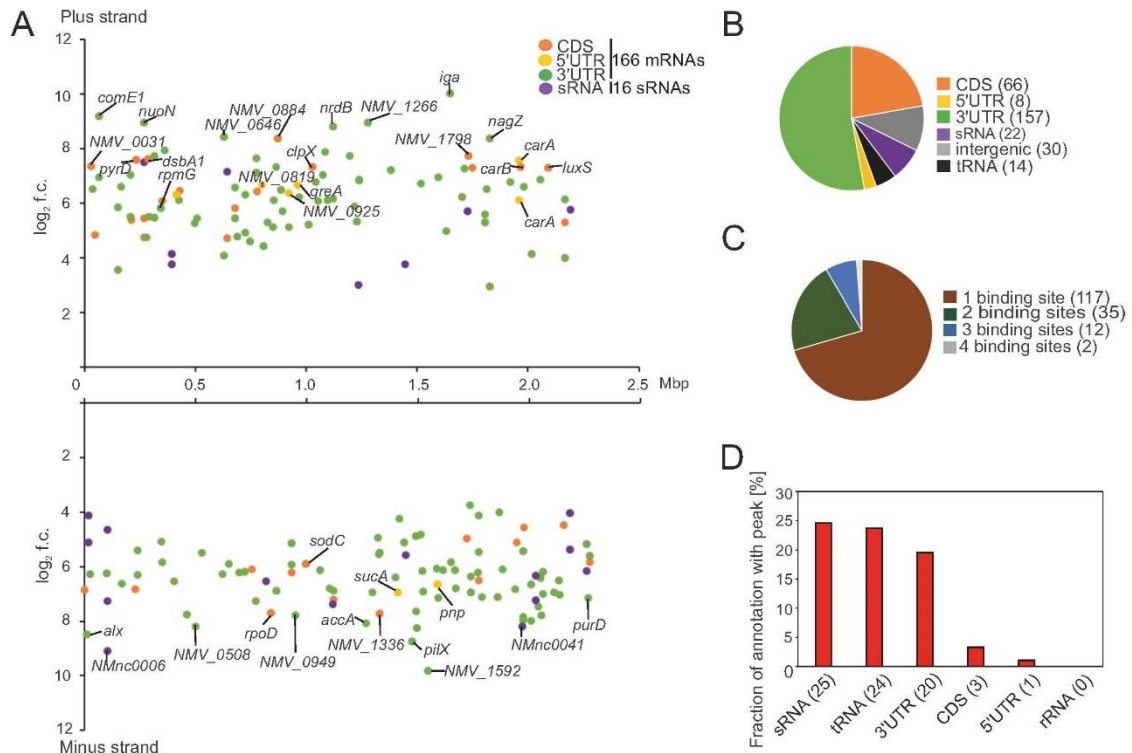 A
Plus strand
12
10
8
6
4
2
log2 f.c.
CDS
5'UTR
3'UTR
sRNA
166 mRNAs
16 sRNAs
comE1
nuoN
NMV_0031
pyrD
dsbA1
rpmG
NMV_0646
NMV_0884
NMV_0819
nrdB
clpX
greA
NMV_0925
NMV_1266
iga
NMV_1798
nagZ
carA
carB
luxS
carA
0
0.5
1.0
1.5
2.0
2.5
Mbp
2
4
6
8
10
12
log2 f.c.
alx
NMnc0006
NMV_0508
rpoD
NMV_0949
sodC
accA
sucA
NMV_1336
pilX
NMV_1592
pnp
NMnc0041
purD
Minus strand
B
CDS (66)
5'UTR (8)
3'UTR (157)
sRNA (22)
intergenic (30)
tRNA (14)
C
1 binding site (117)
2 binding sites (35)
3 binding sites (12)
4 binding sites (2)
D
Fraction of annotation with peak [%]
30
25
20
15
10
5
0
sRNA (25)
tRNA (24)
3'UTR (20)
CDS (3)
5'UTR (1)
rRNA(0)